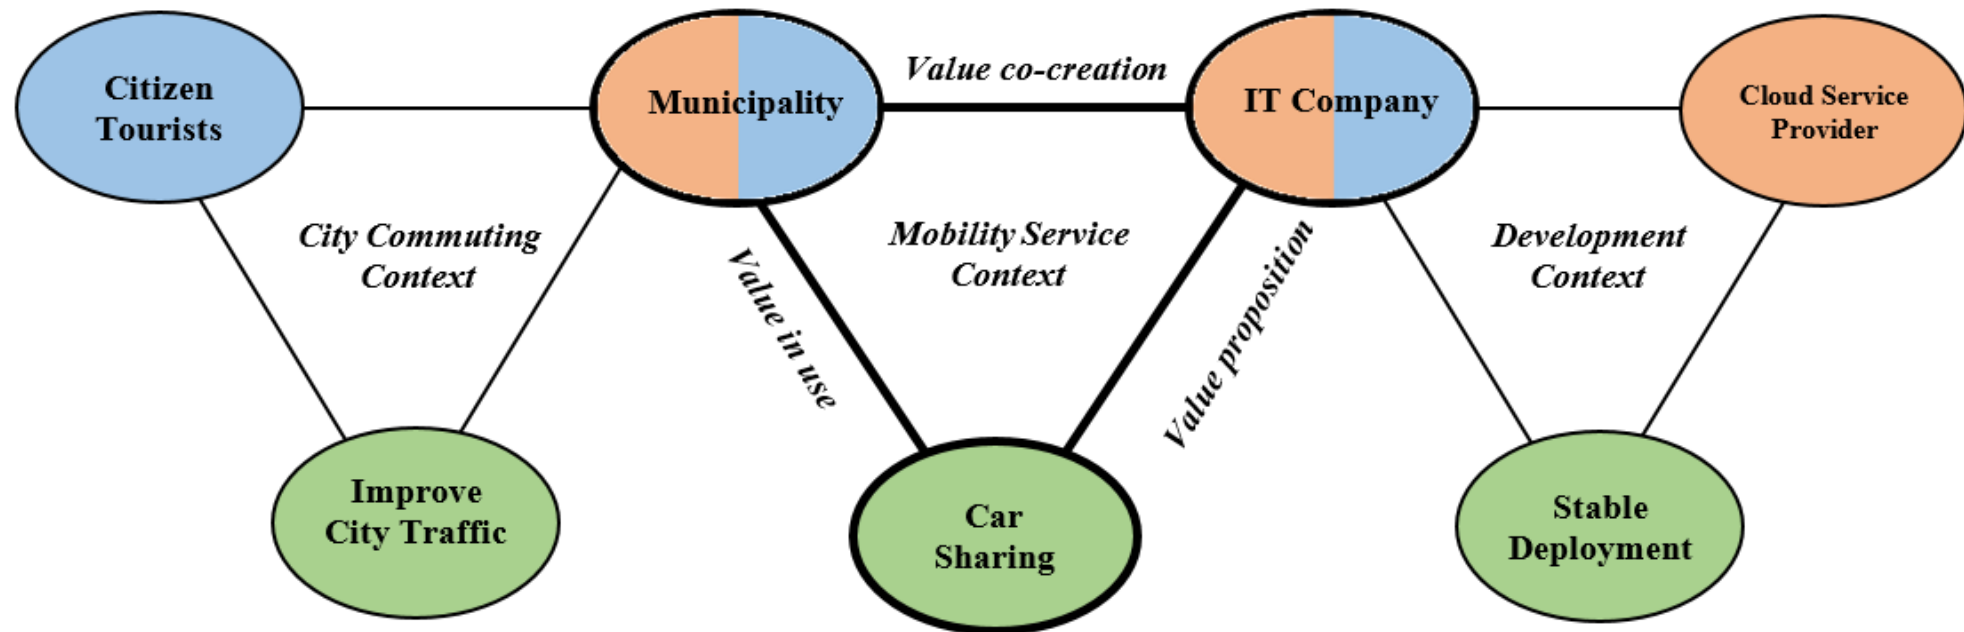 Citizen
Tourists
Municipality
Value co-creation
IT Company
Cloud Service
Provider
City Commuting
Context
Mobility Service
Context
Development
Context
Value in use
Value proposition
Improve
City Traffic
Car
Sharing
Stable
Deployment